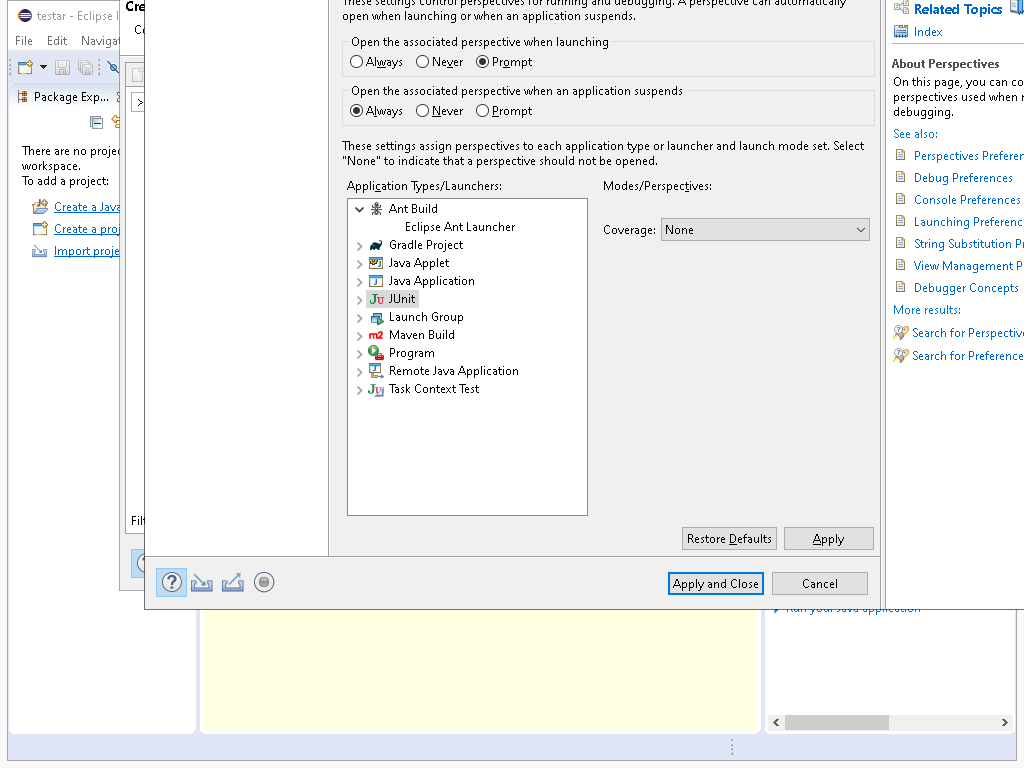 testar - Eclipse I
File Edit Navigat
Package Exp...
There are no proje
workspace.
To add a project:
Create a Java
Create a proj
Import proje
Cre
Co
>
Filt
These settings control perspectives for running and debugging. A perspective can automatically
open when launching or when an application suspends.
Open the associated perspective when launching
Always Never Prompt
Open the associated perspective when an application suspends
Always Never Prompt
These settings assign perspectives to each application type or launcher and launch mode set. Select
"None" to indicate that a perspective should not be opened.
Application Types/Launchers:
Modes/Perspectives:
Ant Build
Eclipse Ant Launcher
Gradle Project
Java Applet
Java Application
JUnit
Launch Group
Maven Build
Program
Remote Java Application
Task Context Test
Coverage: None
Restore Defaults Apply
Apply and Close Cancel
Related Topics
Index
About Perspectives
On this page, you can co
perspectives used when r
debugging.
See also:
Perspectives Preferen
Debug Preferences
Console Preferences
Launching Preferenc
String Substitution P
View Management P
Debugger Concepts
More results:
Search for Perspective
Search for Preference
Run your Java application